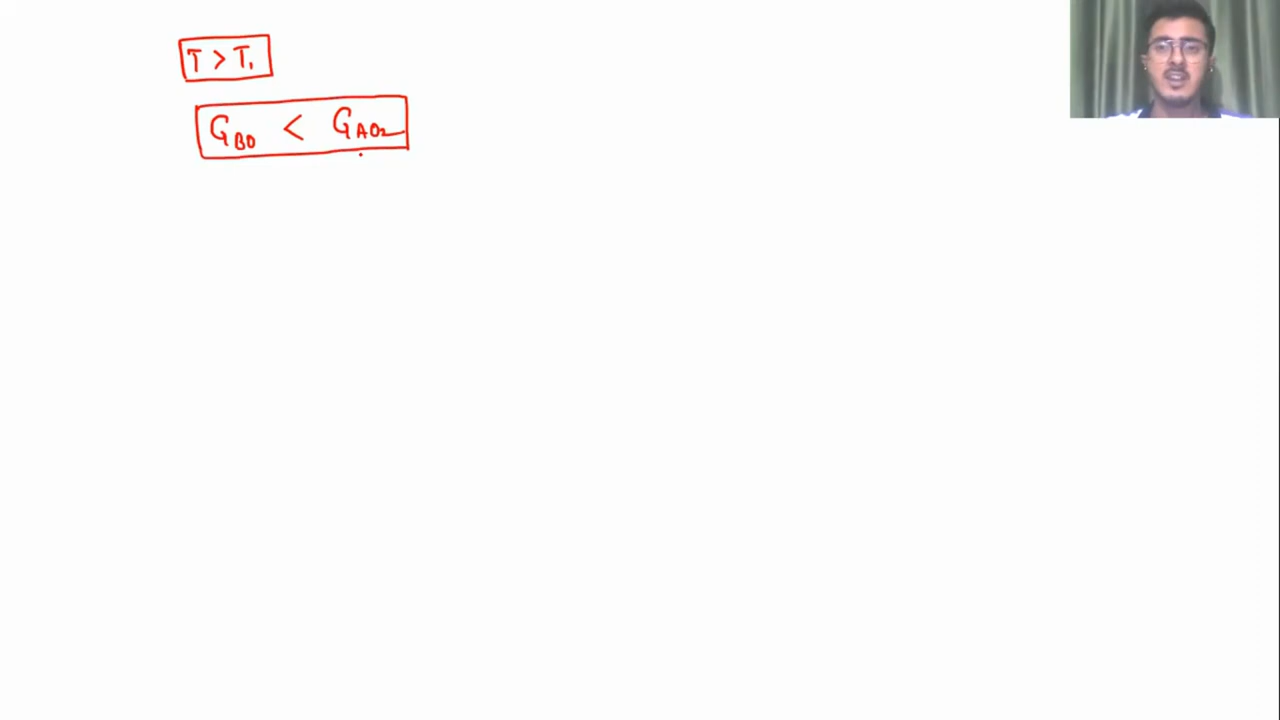 T > T₁
G_BO < G_AO₂